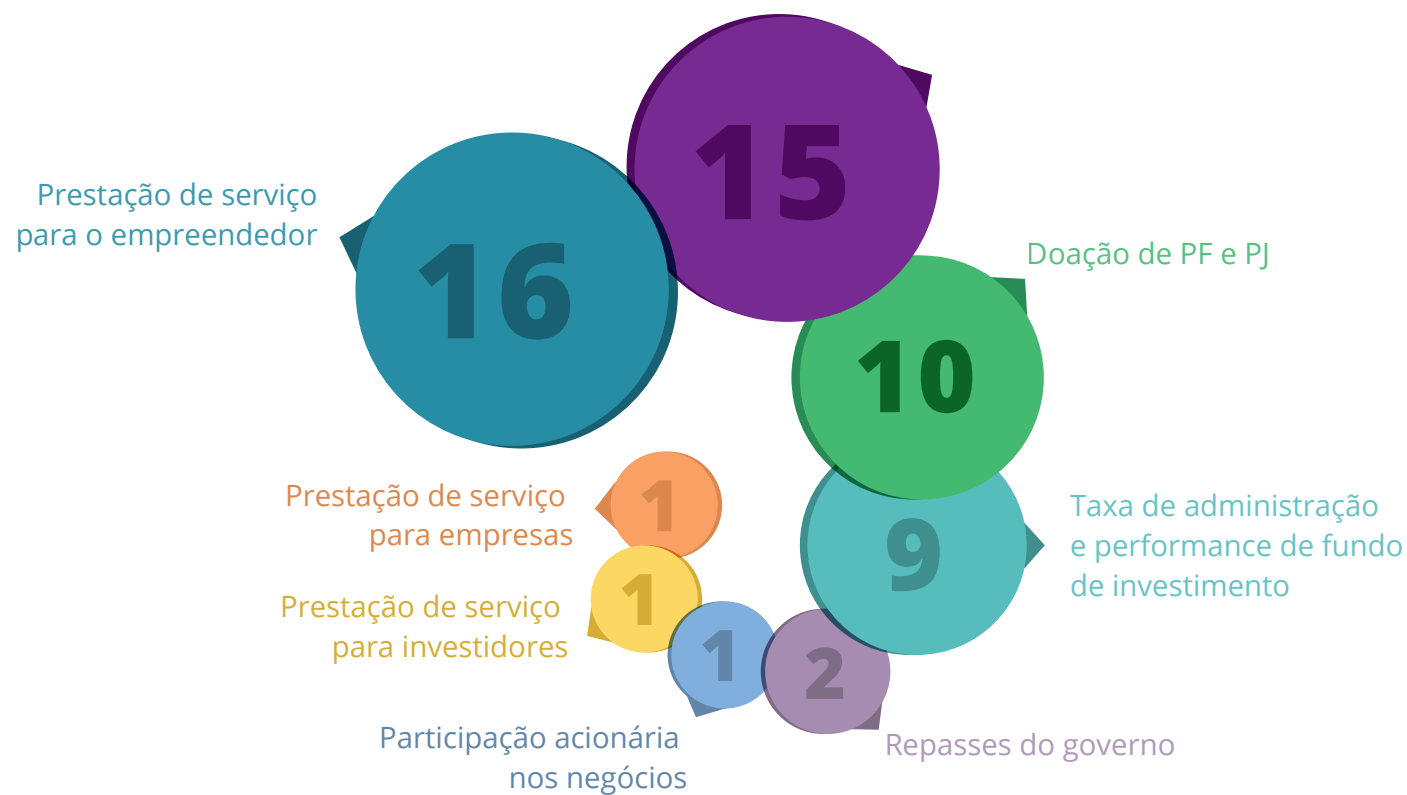 15
Prestação de serviço
para o empreendedor
16
Doação de PF e PJ
10
Prestação de serviço
para empresas
1
Taxa de administração
e performance de fundo
de investimento
9
Prestação de serviço
para investidores
1
1
2
Participação acionária
nos negócios
Repasses do governo